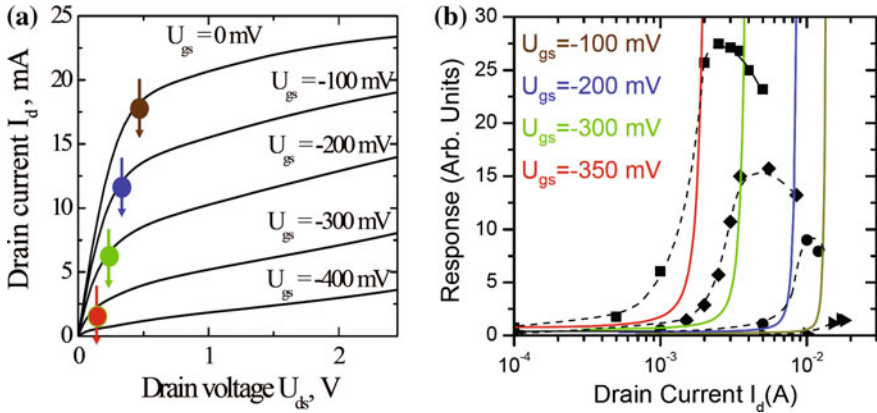 (a)
Drain current I_d, mA
25
20
15
10
5
0
U_gs = 0 mV
U_gs = -100 mV
U_gs = -200 mV
U_gs = -300 mV
U_gs = -400 mV
0 1 2
Drain voltage U_ds, V
(b)
Response (Arb. Units)
30
25
20
15
10
5
0
U_gs=-100 mV
U_gs=-200 mV
U_gs=-300 mV
U_gs=-350 mV
10^-4 10^-3 10^-2
Drain Current I_d(A)